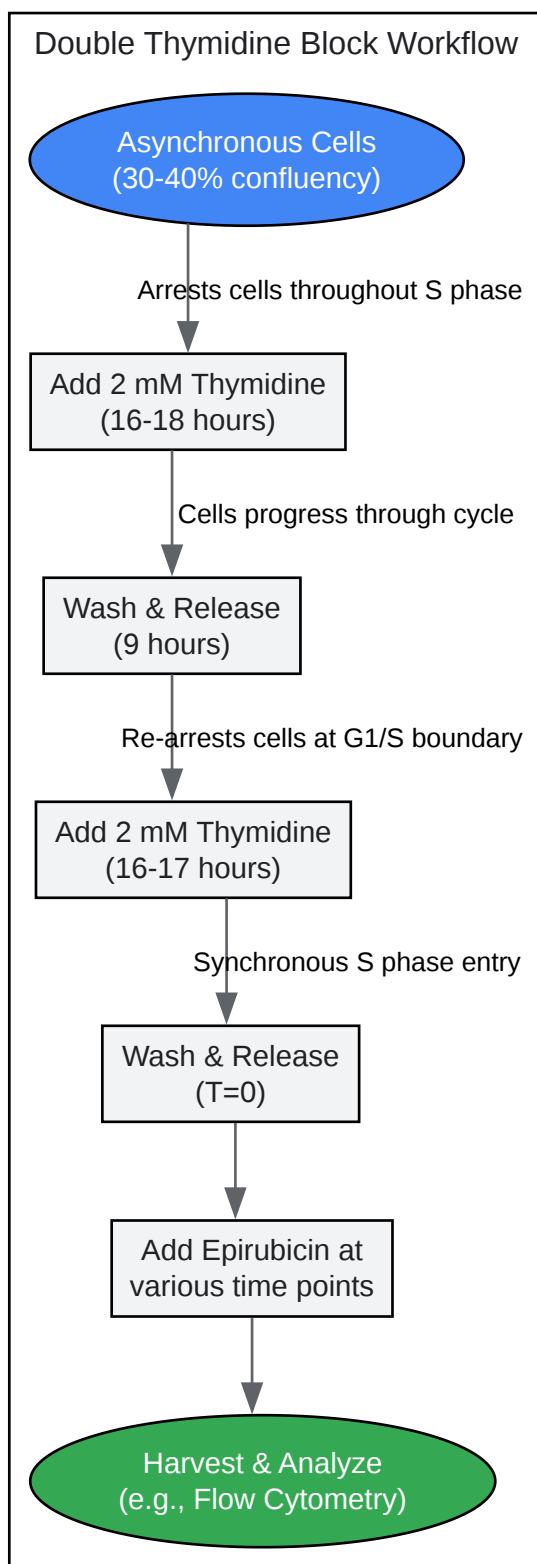 Double Thymidine Block Workflow
Asynchronous Cells
(30-40% confluency)
Arrests cells throughout S phase
Add 2 mM Thymidine
(16-18 hours)
Cells progress through cycle
Wash & Release
(9 hours)
Re-arrests cells at G1/S boundary
Add 2 mM Thymidine
(16-17 hours)
Synchronous S phase entry
Wash & Release
(T=0)
Add Epirubicin at
various time points
Harvest & Analyze
(e.g., Flow Cytometry)